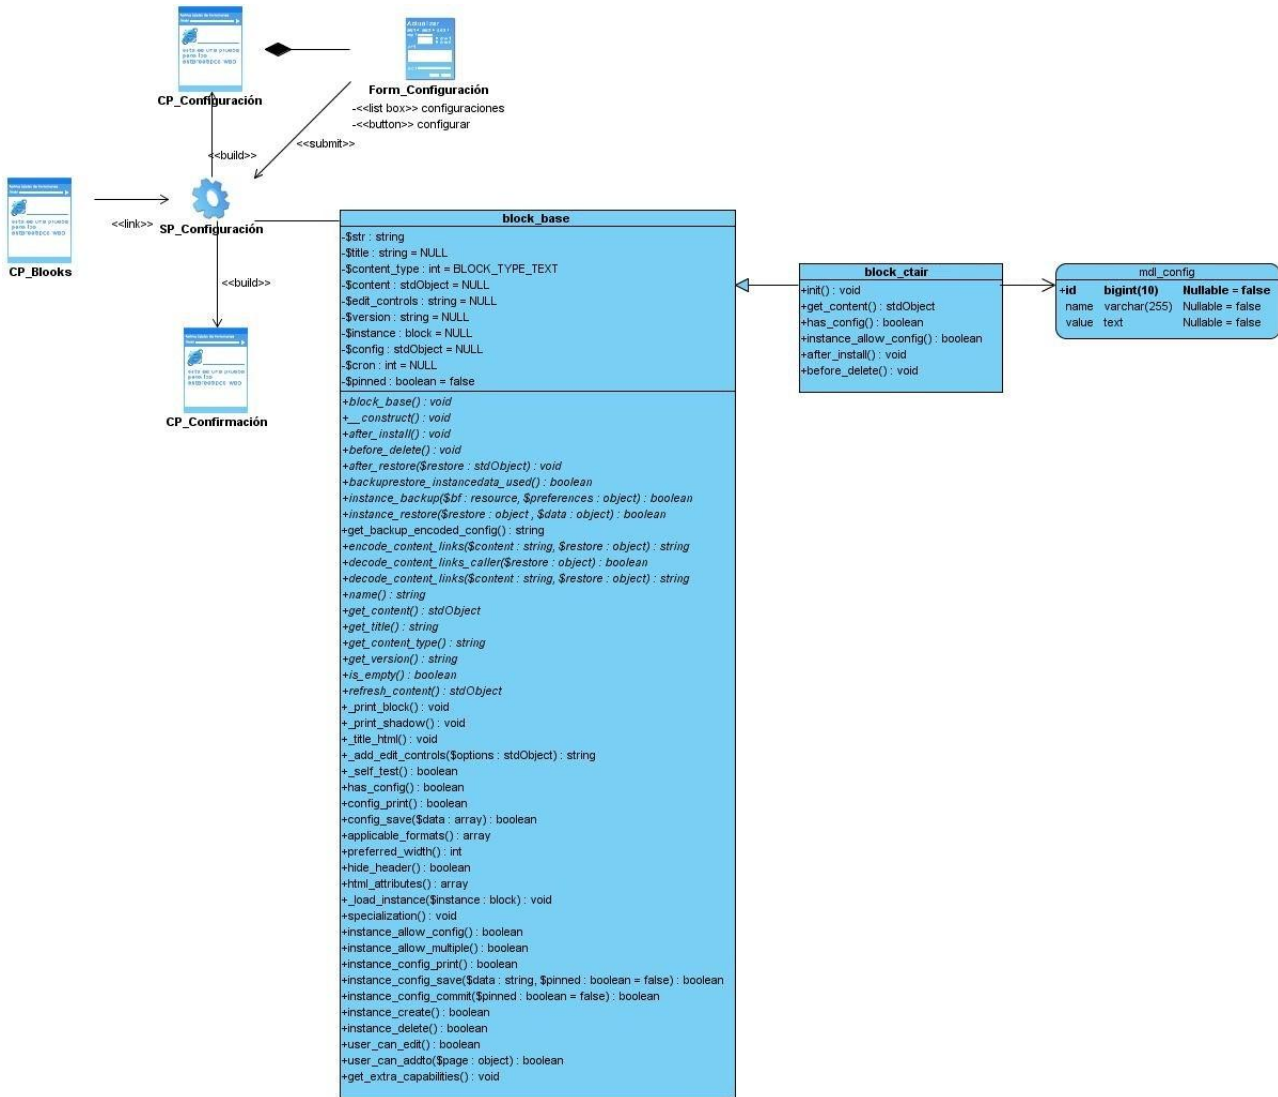 CP_Configuración
Actualizar
Form_Configuración
-<<list box>> configuraciones
-<<button>> configurar
<<submit>>
<<build>>
<<link>>
SP_Configuración
CP_Blooks
<<build>>
CP_Confirmación
block_base
-$str : string
-$title : string = NULL
-$content_type : int = BLOCK_TYPE_TEXT
-$content : stdObject = NULL
-$edit_controls : string = NULL
-$version : string = NULL
-$instance : block = NULL
-$config : stdObject = NULL
-$cron : int = NULL
-$pinned : boolean = false
+block_base() : void
+__construct() : void
+after_install() : void
+before_delete() : void
+after_restore($restore : stdObject) : void
+backuprestore_instancedata_used() : boolean
+instance_backup($bf : resource, $preferences : object) : boolean
+instance_restore($restore : object , $data : object) : boolean
+get_backup_encoded_config() : string
+encode_content_links($content : string, $restore : object) : string
+decode_content_links_caller($restore : object) : boolean
+decode_content_links($content : string, $restore : object) : string
+name() : string
+get_content() : stdObject
+get_title() : string
+get_content_type() : string
+get_version() : string
+is_empty() : boolean
+refresh_content() : stdObject
+_print_block() : void
+_print_shadow() : void
+_title_html() : void
+_add_edit_controls($options : stdObject) : string
+_self_test() : boolean
+has_config() : boolean
+config_print() : boolean
+config_save($data : array) : boolean
+applicable_formats() : array
+preferred_width() : int
+hide_header() : boolean
+html_attributes() : array
+_load_instance($instance : block) : void
+specialization() : void
+instance_allow_config() : boolean
+instance_allow_multiple() : boolean
+instance_config_print() : boolean
+instance_config_save($data : string, $pinned : boolean = false) : boolean
+instance_config_commit($pinned : boolean = false) : boolean
+instance_create() : boolean
+instance_delete() : boolean
+user_can_edit() : boolean
+user_can_addto($page : object) : boolean
+get_extra_capabilities() : void
block_ctair
+init() : void
+get_content() : stdObject
+has_config() : boolean
+instance_allow_config() : boolean
+after_install() : void
+before_delete() : void
mdl_config
+id bigint(10) Nullable = false
name varchar(255) Nullable = false
value text Nullable = false